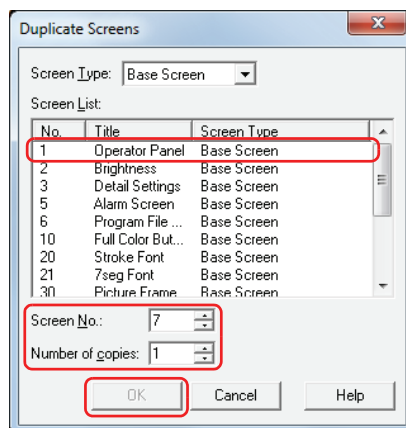 Duplicate Screens
Screen Type: Base Screen
Screen List:
No. Title Screen Type
1 Operator Panel Base Screen
2 Brightness Base Screen
3 Detail Settings Base Screen
5 Alarm Screen Base Screen
6 Program File ... Base Screen
10 Full Color But... Base Screen
20 Stroke Font Base Screen
21 7seg Font Base Screen
30 Picture Frame Base Screen
Screen No.: 7
Number of copies: 1
OK Cancel Help